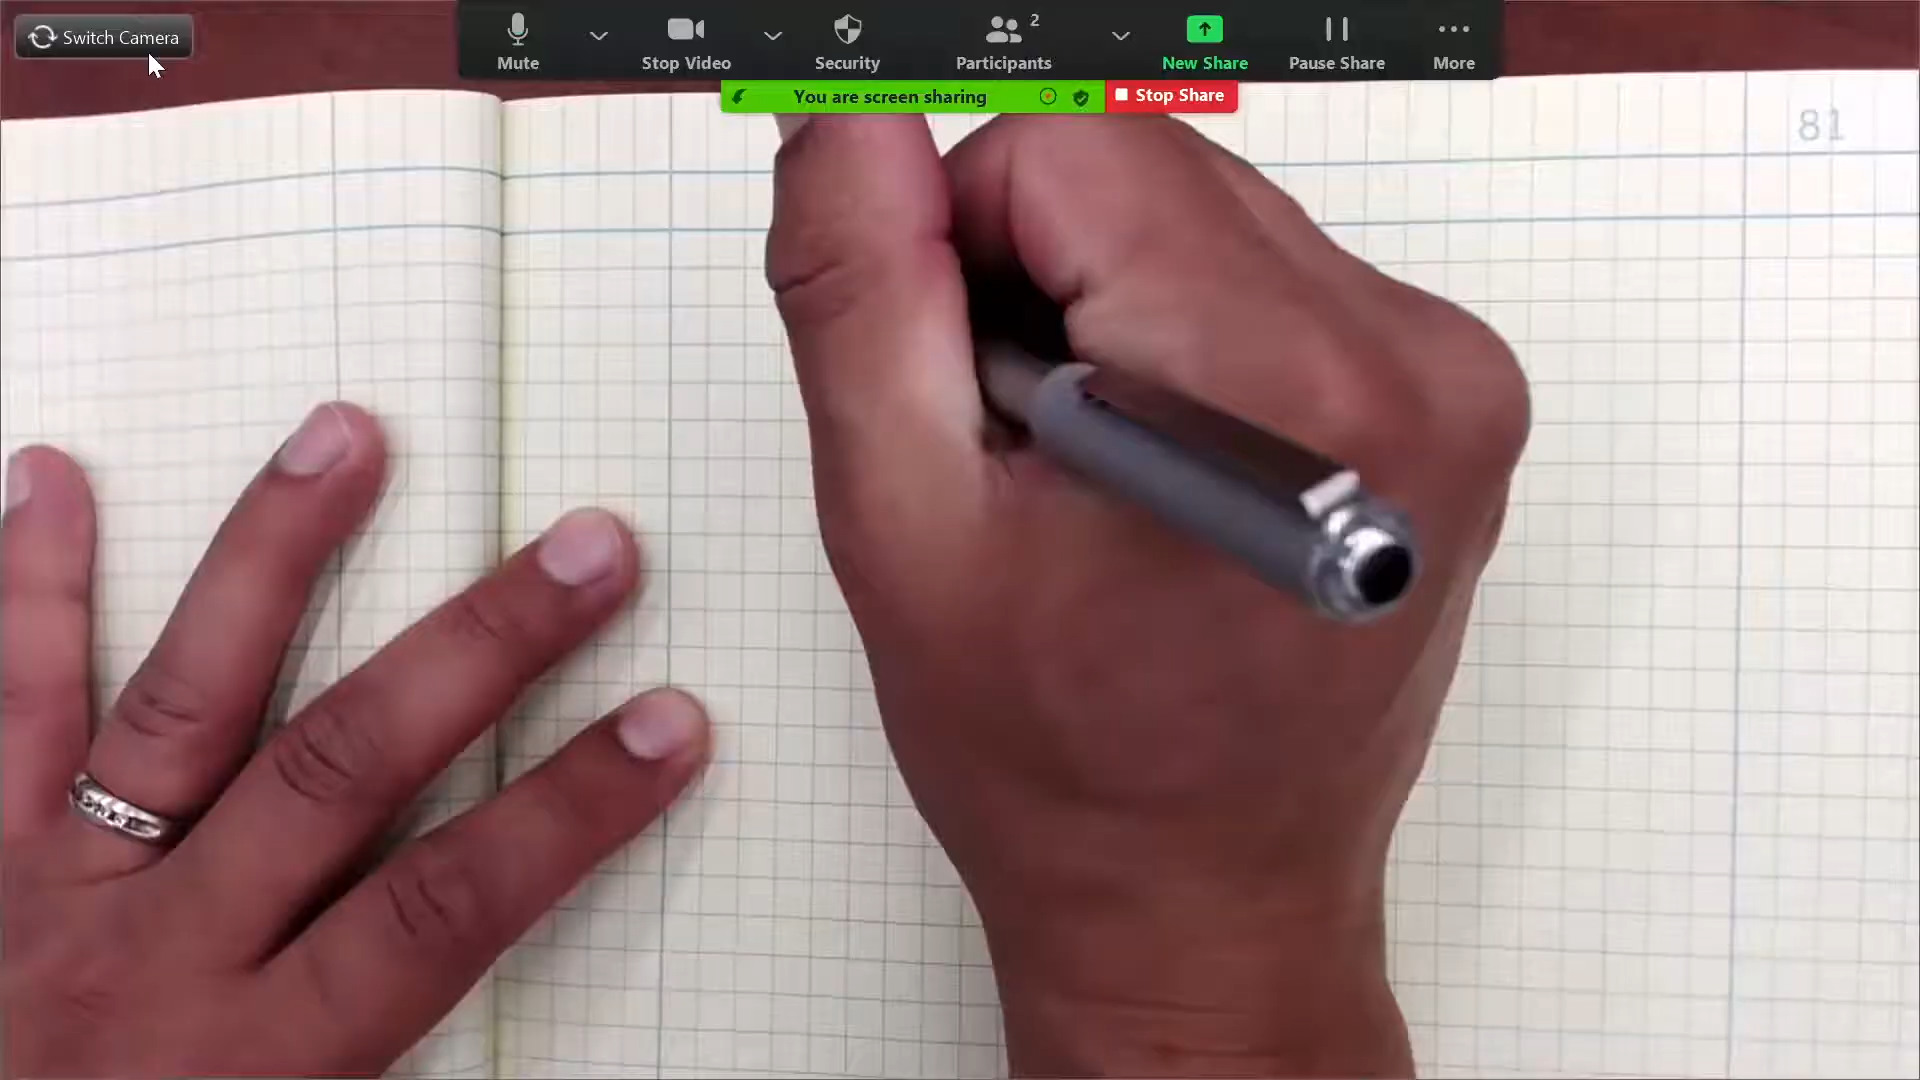 Switch Camera
Mute
Stop Video
Security
Participants
2
New Share
Pause Share
More
You are screen sharing
Stop Share
81